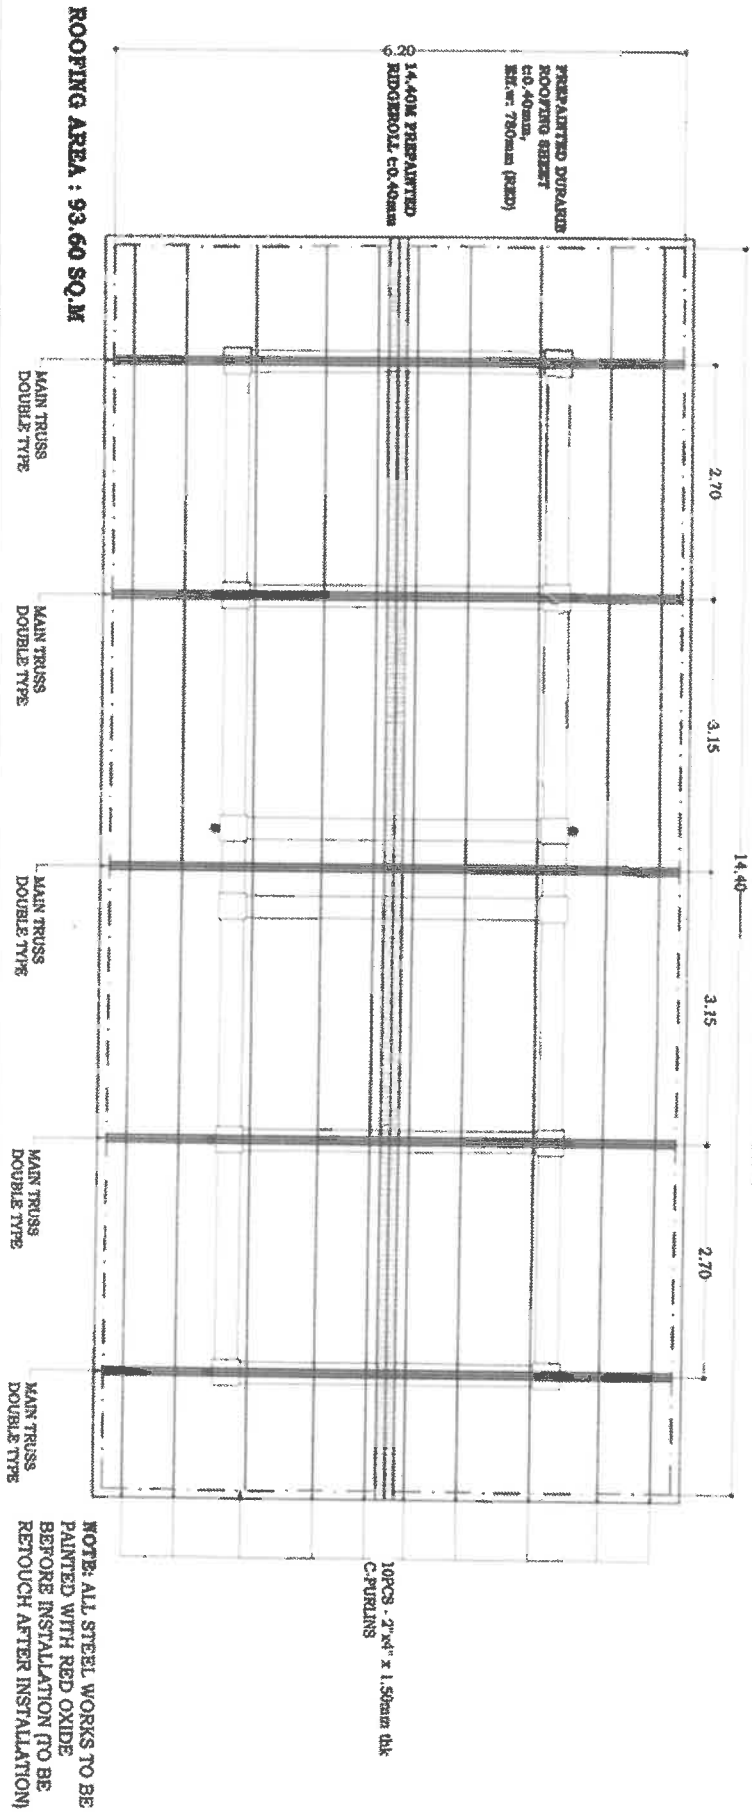 PREPAINTED DURARIB
ROOFING SHEET
t:0.40mm,
Eff.w: 780mm (RED)
14.40M PREPAINTED
RIDGEROLL t:0.40mm
6.20
ROOFING AREA : 93.60 SQ.M
14.40
2.70
3.15
3.15
2.70
MAIN TRUSS
DOUBLE TYPE
MAIN TRUSS
DOUBLE TYPE
MAIN TRUSS
DOUBLE TYPE
MAIN TRUSS
DOUBLE TYPE
MAIN TRUSS
DOUBLE TYPE
10PCS - 2"x4" x 1.50mm thk
C-PURLINS
NOTE: ALL STEEL WORKS TO BE
PAINTED WITH RED OXIDE
BEFORE INSTALLATION (TO BE
RETOUCH AFTER INSTALLATION)